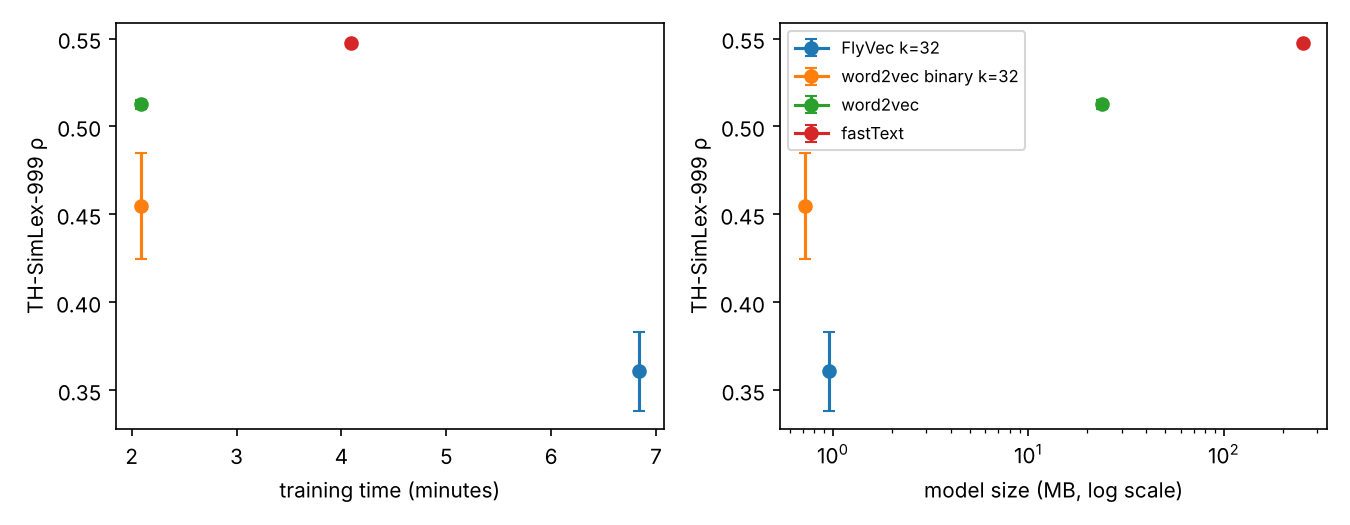 TH-SimLex-999 ρ
0.55
0.50
0.45
0.40
0.35
2 3 4 5 6 7
training time (minutes)
TH-SimLex-999 ρ
0.55
0.50
0.45
0.40
0.35
FlyVec k=32
word2vec binary k=32
word2vec
fastText
10⁰ 10¹ 10²
model size (MB, log scale)